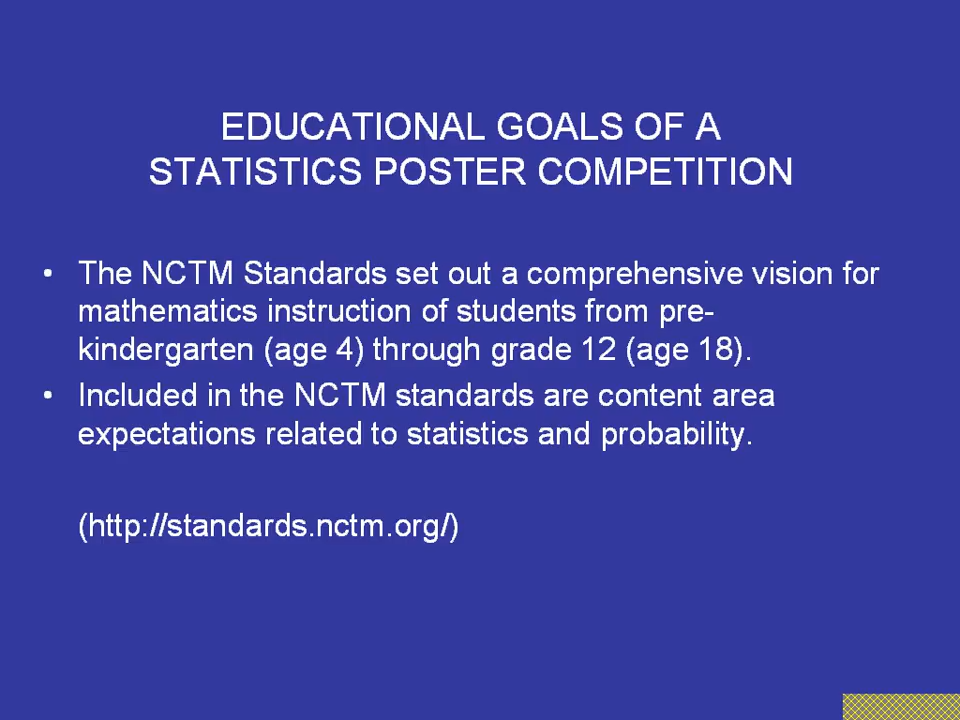 EDUCATIONAL GOALS OF A
STATISTICS POSTER COMPETITION
• The NCTM Standards set out a comprehensive vision for
mathematics instruction of students from pre-
kindergarten (age 4) through grade 12 (age 18).
• Included in the NCTM standards are content area
expectations related to statistics and probability.
(http://standards.nctm.org/)